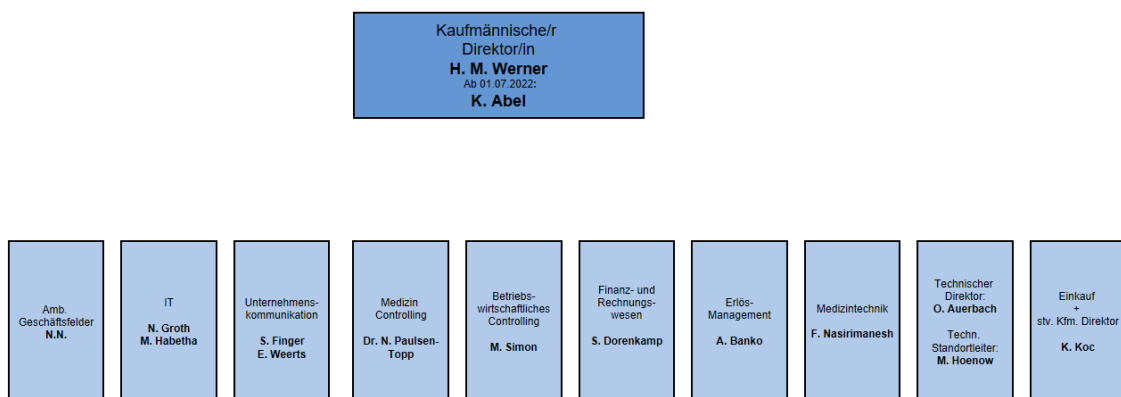 Kaufmännische/r
Direktor/in
H. M. Werner
Ab 01.07.2022:
K. Abel
Amb.
Geschäftsfelder
N.N.
IT
N. Groth
M. Habetha
Unternehmens-
kommunikation
S. Finger
E. Weerts
Medizin
Controlling
Dr. N. Paulsen-
Topp
Betriebs-
wirtschaftliches
Controlling
M. Simon
Finanz- und
Rechnungs-
wesen
S. Dorenkamp
Erlös-
Management
A. Banko
Medizintechnik
F. Nasirimanesh
Technischer
Direktor:
O. Auerbach
Techn.
Standortleiter:
M. Hoenow
Einkauf
+
stv. Kfm. Direktor
K. Koc